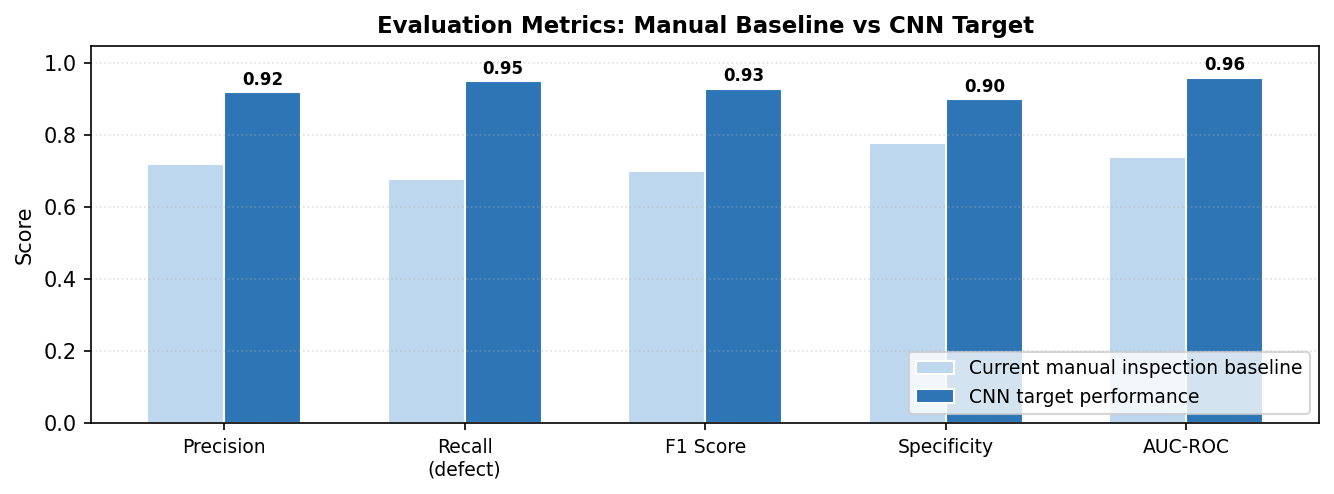 Evaluation Metrics: Manual Baseline vs CNN Target
Score
1.0
0.8
0.6
0.4
0.2
0.0
0.92
0.95
0.93
0.90
0.96
Current manual inspection baseline
CNN target performance
Precision
Recall
(defect)
F1 Score
Specificity
AUC-ROC